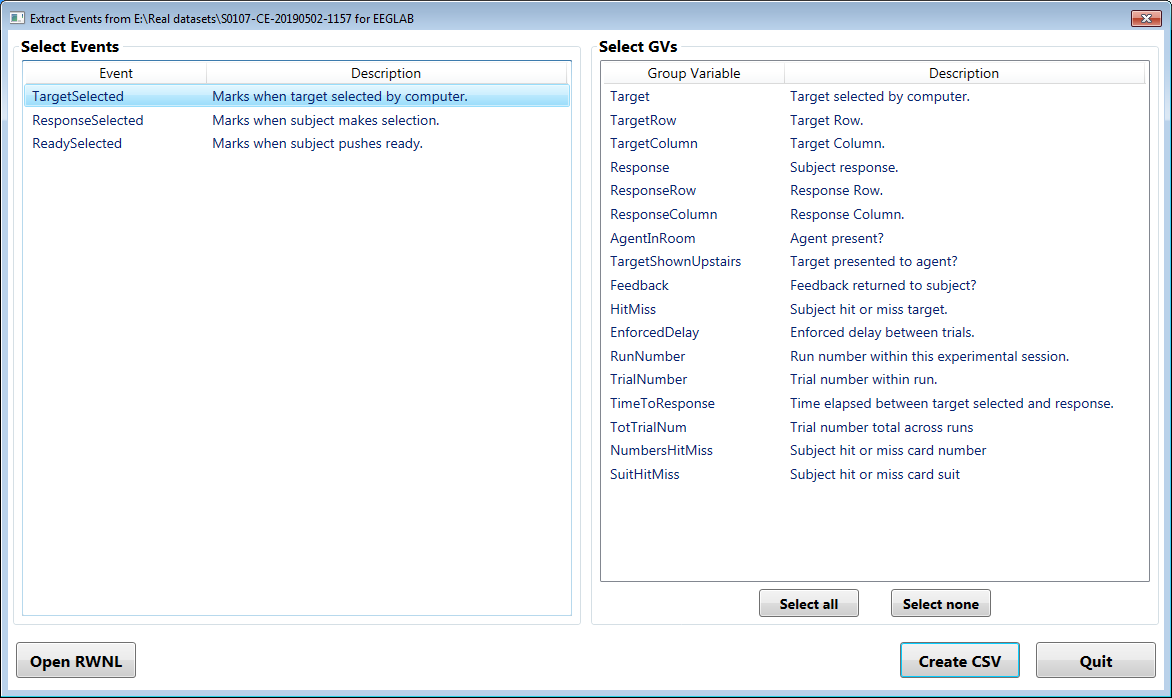 Extract Events from E:\Real datasets\S0107-CE-20190502-1157 for EEGLAB
Select Events
Event Description
TargetSelected Marks when target selected by computer.
ResponseSelected Marks when subject makes selection.
ReadySelected Marks when subject pushes ready.
Select GVs
Group Variable Description
Target Target selected by computer.
TargetRow Target Row.
TargetColumn Target Column.
Response Subject response.
ResponseRow Response Row.
ResponseColumn Response Column.
AgentInRoom Agent present?
TargetShownUpstairs Target presented to agent?
Feedback Feedback returned to subject?
HitMiss Subject hit or miss target.
EnforcedDelay Enforced delay between trials.
RunNumber Run number within this experimental session.
TrialNumber Trial number within run.
TimeToResponse Time elapsed between target selected and response.
TotTrialNum Trial number total across runs
NumbersHitMiss Subject hit or miss card number
SuitHitMiss Subject hit or miss card suit
Select all Select none
Open RWNL Create CSV Quit